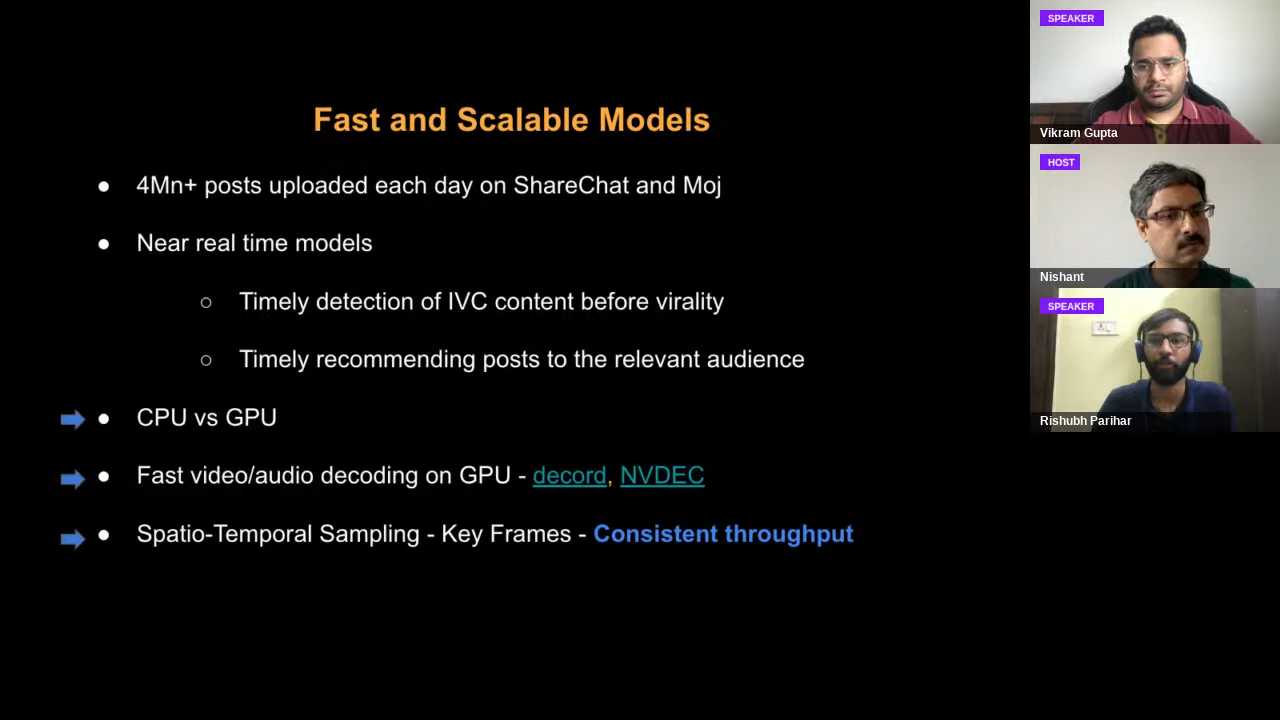 Fast and Scalable Models
● 4Mn+ posts uploaded each day on ShareChat and Moj
● Near real time models
○ Timely detection of IVC content before virality
○ Timely recommending posts to the relevant audience
● CPU vs GPU
● Fast video/audio decoding on GPU - decord, NVDEC
● Spatio-Temporal Sampling - Key Frames - Consistent throughput
SPEAKER
Vikram Gupta
HOST
Nishant
SPEAKER
Rishubh Parihar